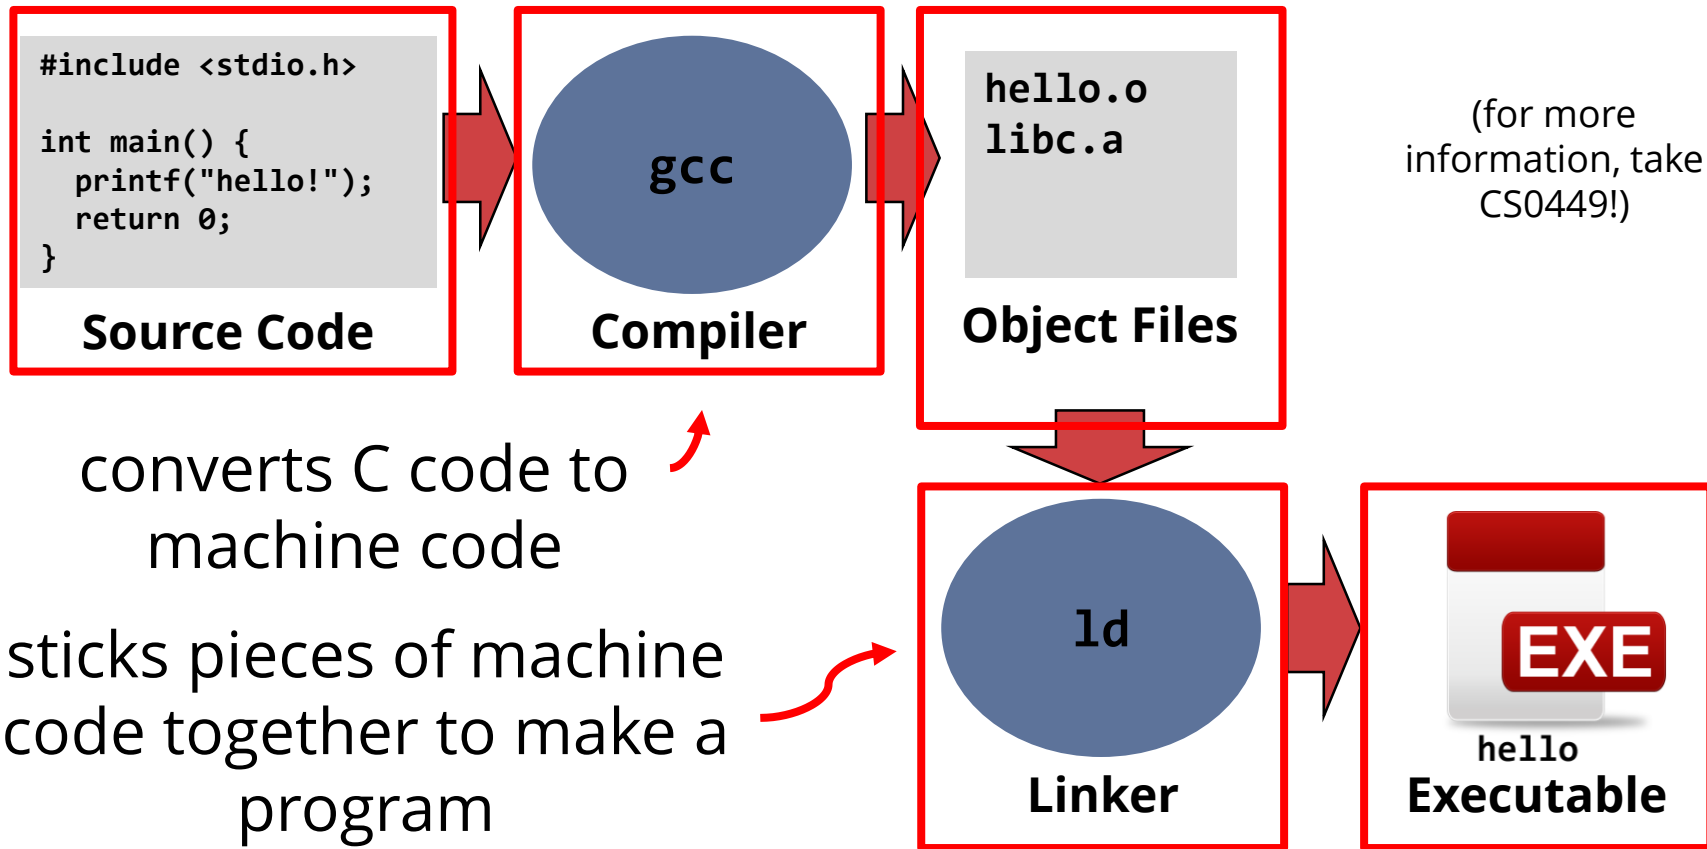 #include <stdio.h>
int main() {
printf("hello!");
return 0;
}
Source Code
gcc
Compiler
hello.o
libc.a
Object Files
(for more
information, take
CS0449!)
converts C code to
machine code
sticks pieces of machine
code together to make a
program
ld
Linker
EXE
hello
Executable